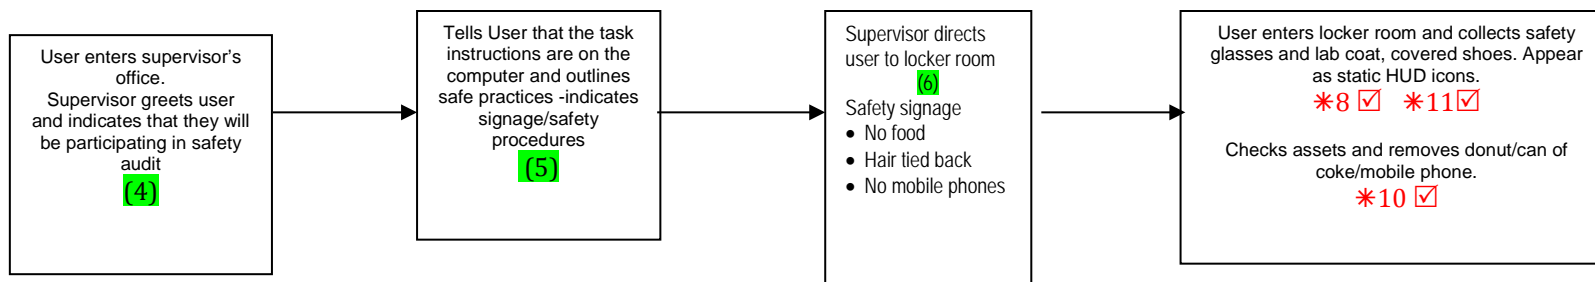 User enters supervisor's
office.
Supervisor greets user
and indicates that they will
be participating in safety
audit
(4)
Tells User that the task
instructions are on the
computer and outlines
safe practices -indicates
signage/safety
procedures
(5)
Supervisor directs
user to locker room
(6)
Safety signage
• No food
• Hair tied back
• No mobile phones
User enters locker room and collects safety
glasses and lab coat, covered shoes. Appear
as static HUD icons.
✳8 ☑ ✳11☑
Checks assets and removes donut/can of
coke/mobile phone.
✳10 ☑